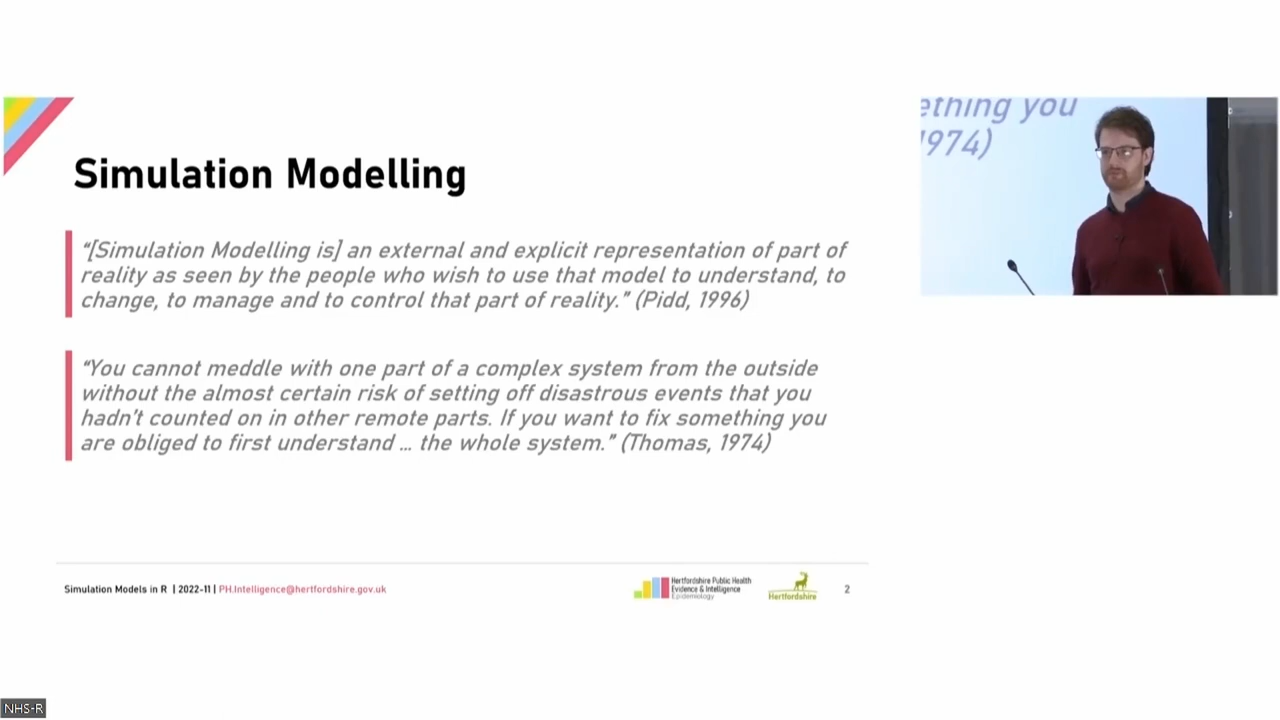 Simulation Modelling
“[Simulation Modelling is] an external and explicit representation of part of
reality as seen by the people who wish to use that model to understand, to
change, to manage and to control that part of reality.” (Pidd, 1996)
“You cannot meddle with one part of a complex system from the outside
without the almost certain risk of setting off disastrous events that you
hadn’t counted on in other remote parts. If you want to fix something you
are obliged to first understand … the whole system.” (Thomas, 1974)
Simulation Models in R | 2022-11 | PH.Intelligence@hertfordshire.gov.uk
Hertfordshire Public Health
Evidence & Intelligence
Epidemiology
Hertfordshire
2
ething you
1974)
NHS-R